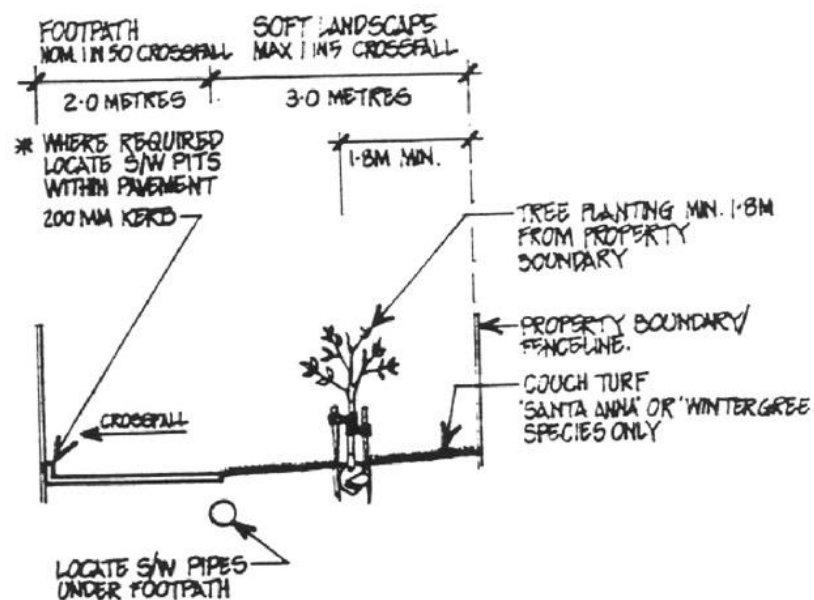 FOOTPATH
NOM. 1 IN 50 CROSSFALL
SOFT LANDSCAPE
MAX 1 IN 5 CROSSFALL
2.0 METRES
3.0 METRES
* WHERE REQUIRED
LOCATE S/W PITS
WITHIN PAVEMENT
200 MM KERB
1.8M MIN.
TREE PLANTING MIN. 1.8M
FROM PROPERTY
BOUNDARY
PROPERTY BOUNDARY/
FENCELINE.
COUCH TURF
'SANTA ANNA' OR 'WINTERGREE
SPECIES ONLY
CROSSFALL
LOCATE S/W PIPES
UNDER FOOTPATH